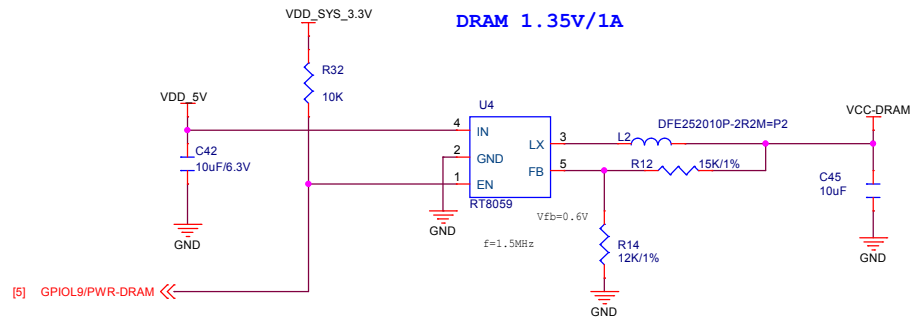 DRAM 1.35V/1A
VDD_SYS_3.3V
R32
10K
VDD_5V
C42
10uF/6.3V
GND
U4
4 IN
2 GND
1 EN
LX 3
FB 5
RT8059
GND
f=1.5MHz
Vfb=0.6V
L2
DFE252010P-2R2M=P2
R12 15K/1%
R14
12K/1%
GND
VCC-DRAM
C45
10uF
GND
[5] GPIOL9/PWR-DRAM